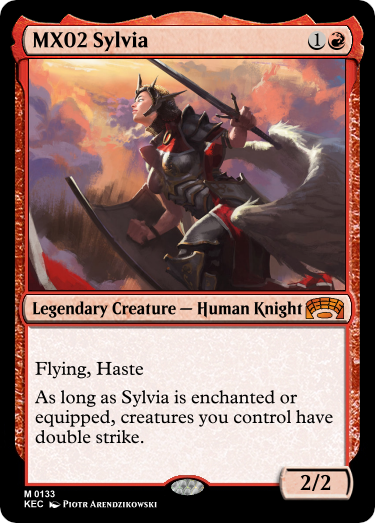 MX02 Sylvia 1
Legendary Creature — Human Knight
Flying, Haste
As long as Sylvia is enchanted or
equipped, creatures you control have
double strike.
2/2
M 0133
KEC Piotr Arendzikowski